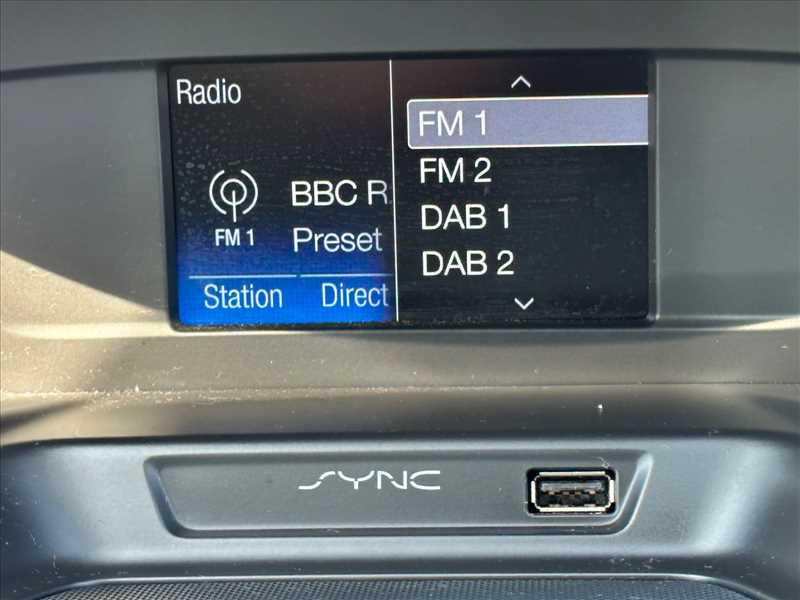 Radio
FM 1
BBC R
Preset
Station Direct
FM 1
FM 2
DAB 1
DAB 2
SYNC